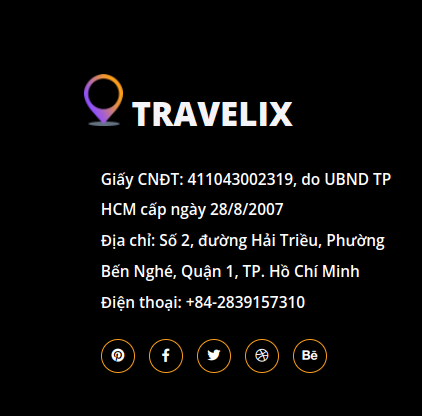 TRAVELIX
Giấy CNĐT: 411043002319, do UBND TP
HCM cấp ngày 28/8/2007
Địa chỉ: Số 2, đường Hải Triều, Phường
Bến Nghé, Quận 1, TP. Hồ Chí Minh
Điện thoại: +84-2839157310
Bē